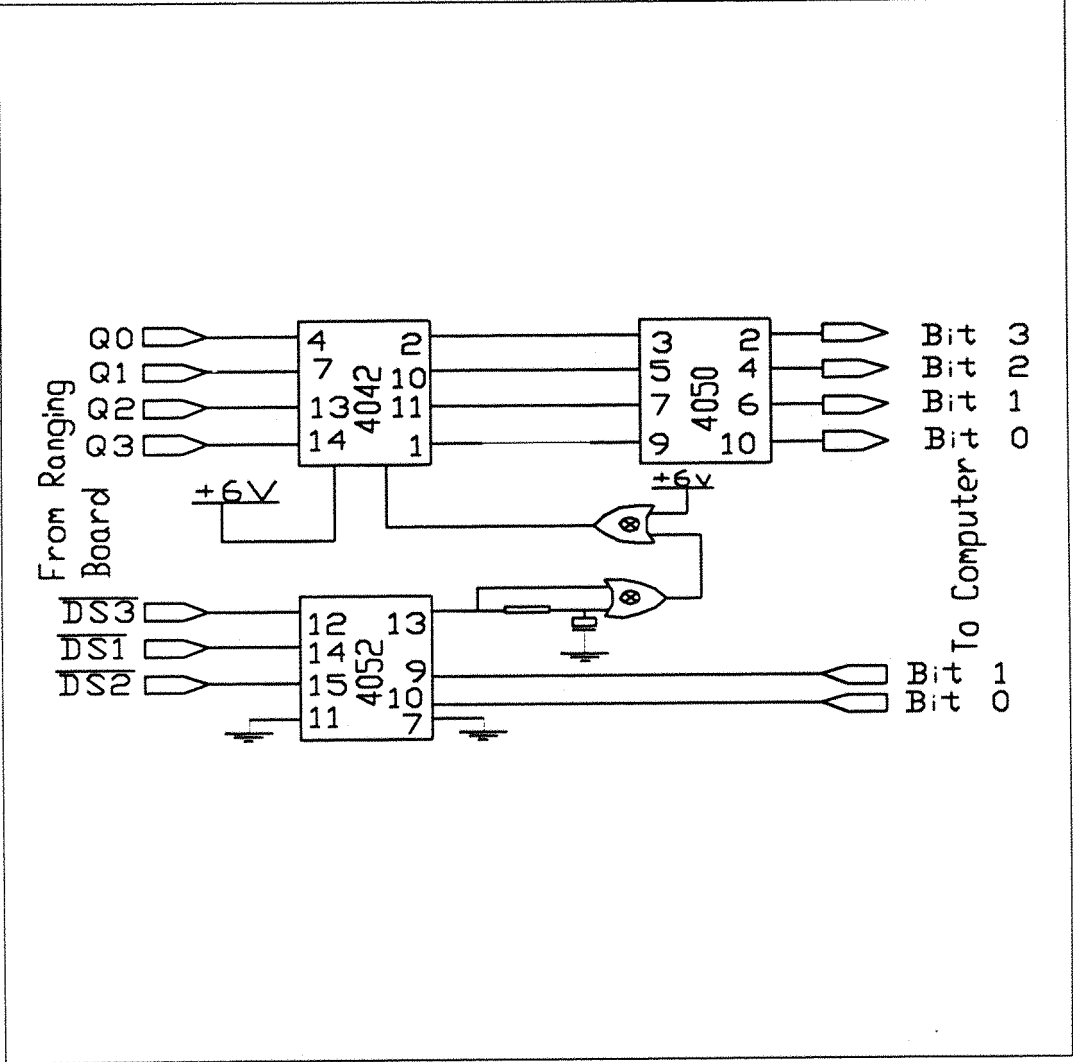 Q0
Q1
Q2
Q3
From Ranging
Board
4
7
13
14
4042
2
10
11
1
3
5
7
9
4050
2
4
6
10
Bit 3
Bit 2
Bit 1
Bit 0
+6V
+6v
To Computer
DS3
DS1
DS2
12
14
15
11
4052
13
9
10
7
Bit 1
Bit 0